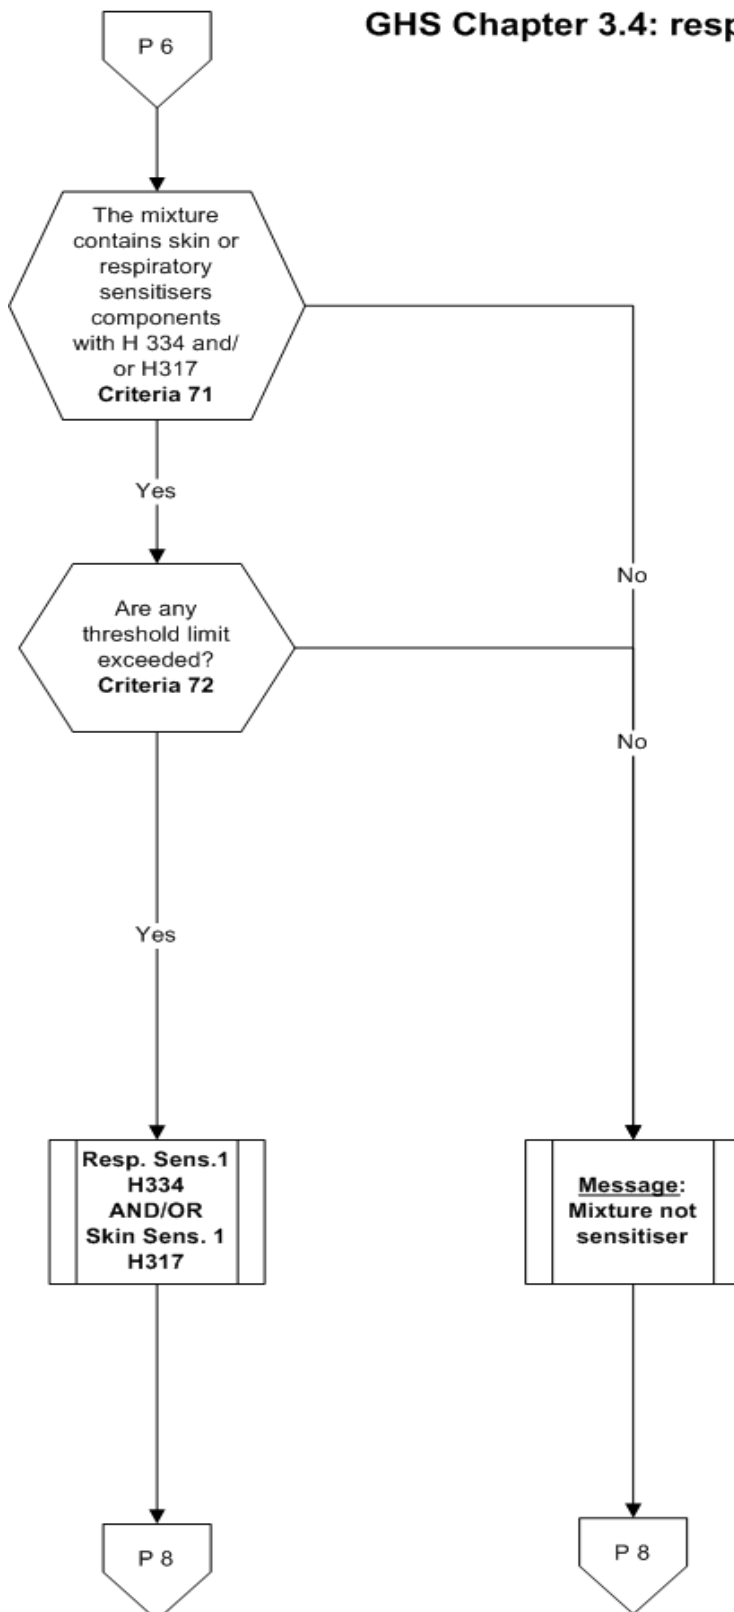 GHS Chapter 3.4: resp
P 6
The mixture
contains skin or
respiratory
sensitisers
components
with H 334 and/
or H317
Criteria 71
Yes
No
Are any
threshold limit
exceeded?
Criteria 72
No
Yes
Resp. Sens.1
H334
AND/OR
Skin Sens. 1
H317
Message:
Mixture not
sensitiser
P 8
P 8